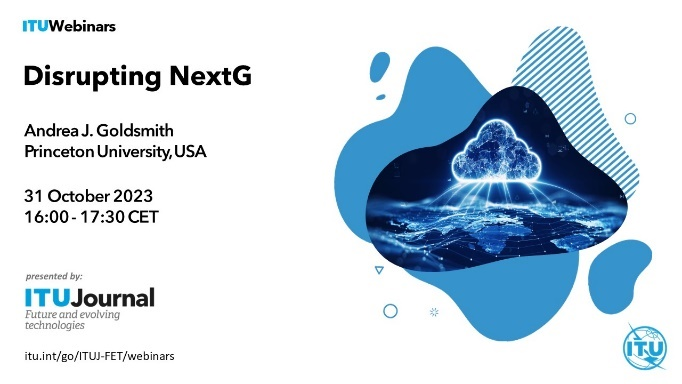 ITUWebinars
Disrupting NextG
Andrea J. Goldsmith
Princeton University, USA
31 October 2023
16:00 - 17:30 CET
presented by:
ITUJournal
Future and evolving
technologies
itu.int/go/ITUJ-FET/webinars
ITU